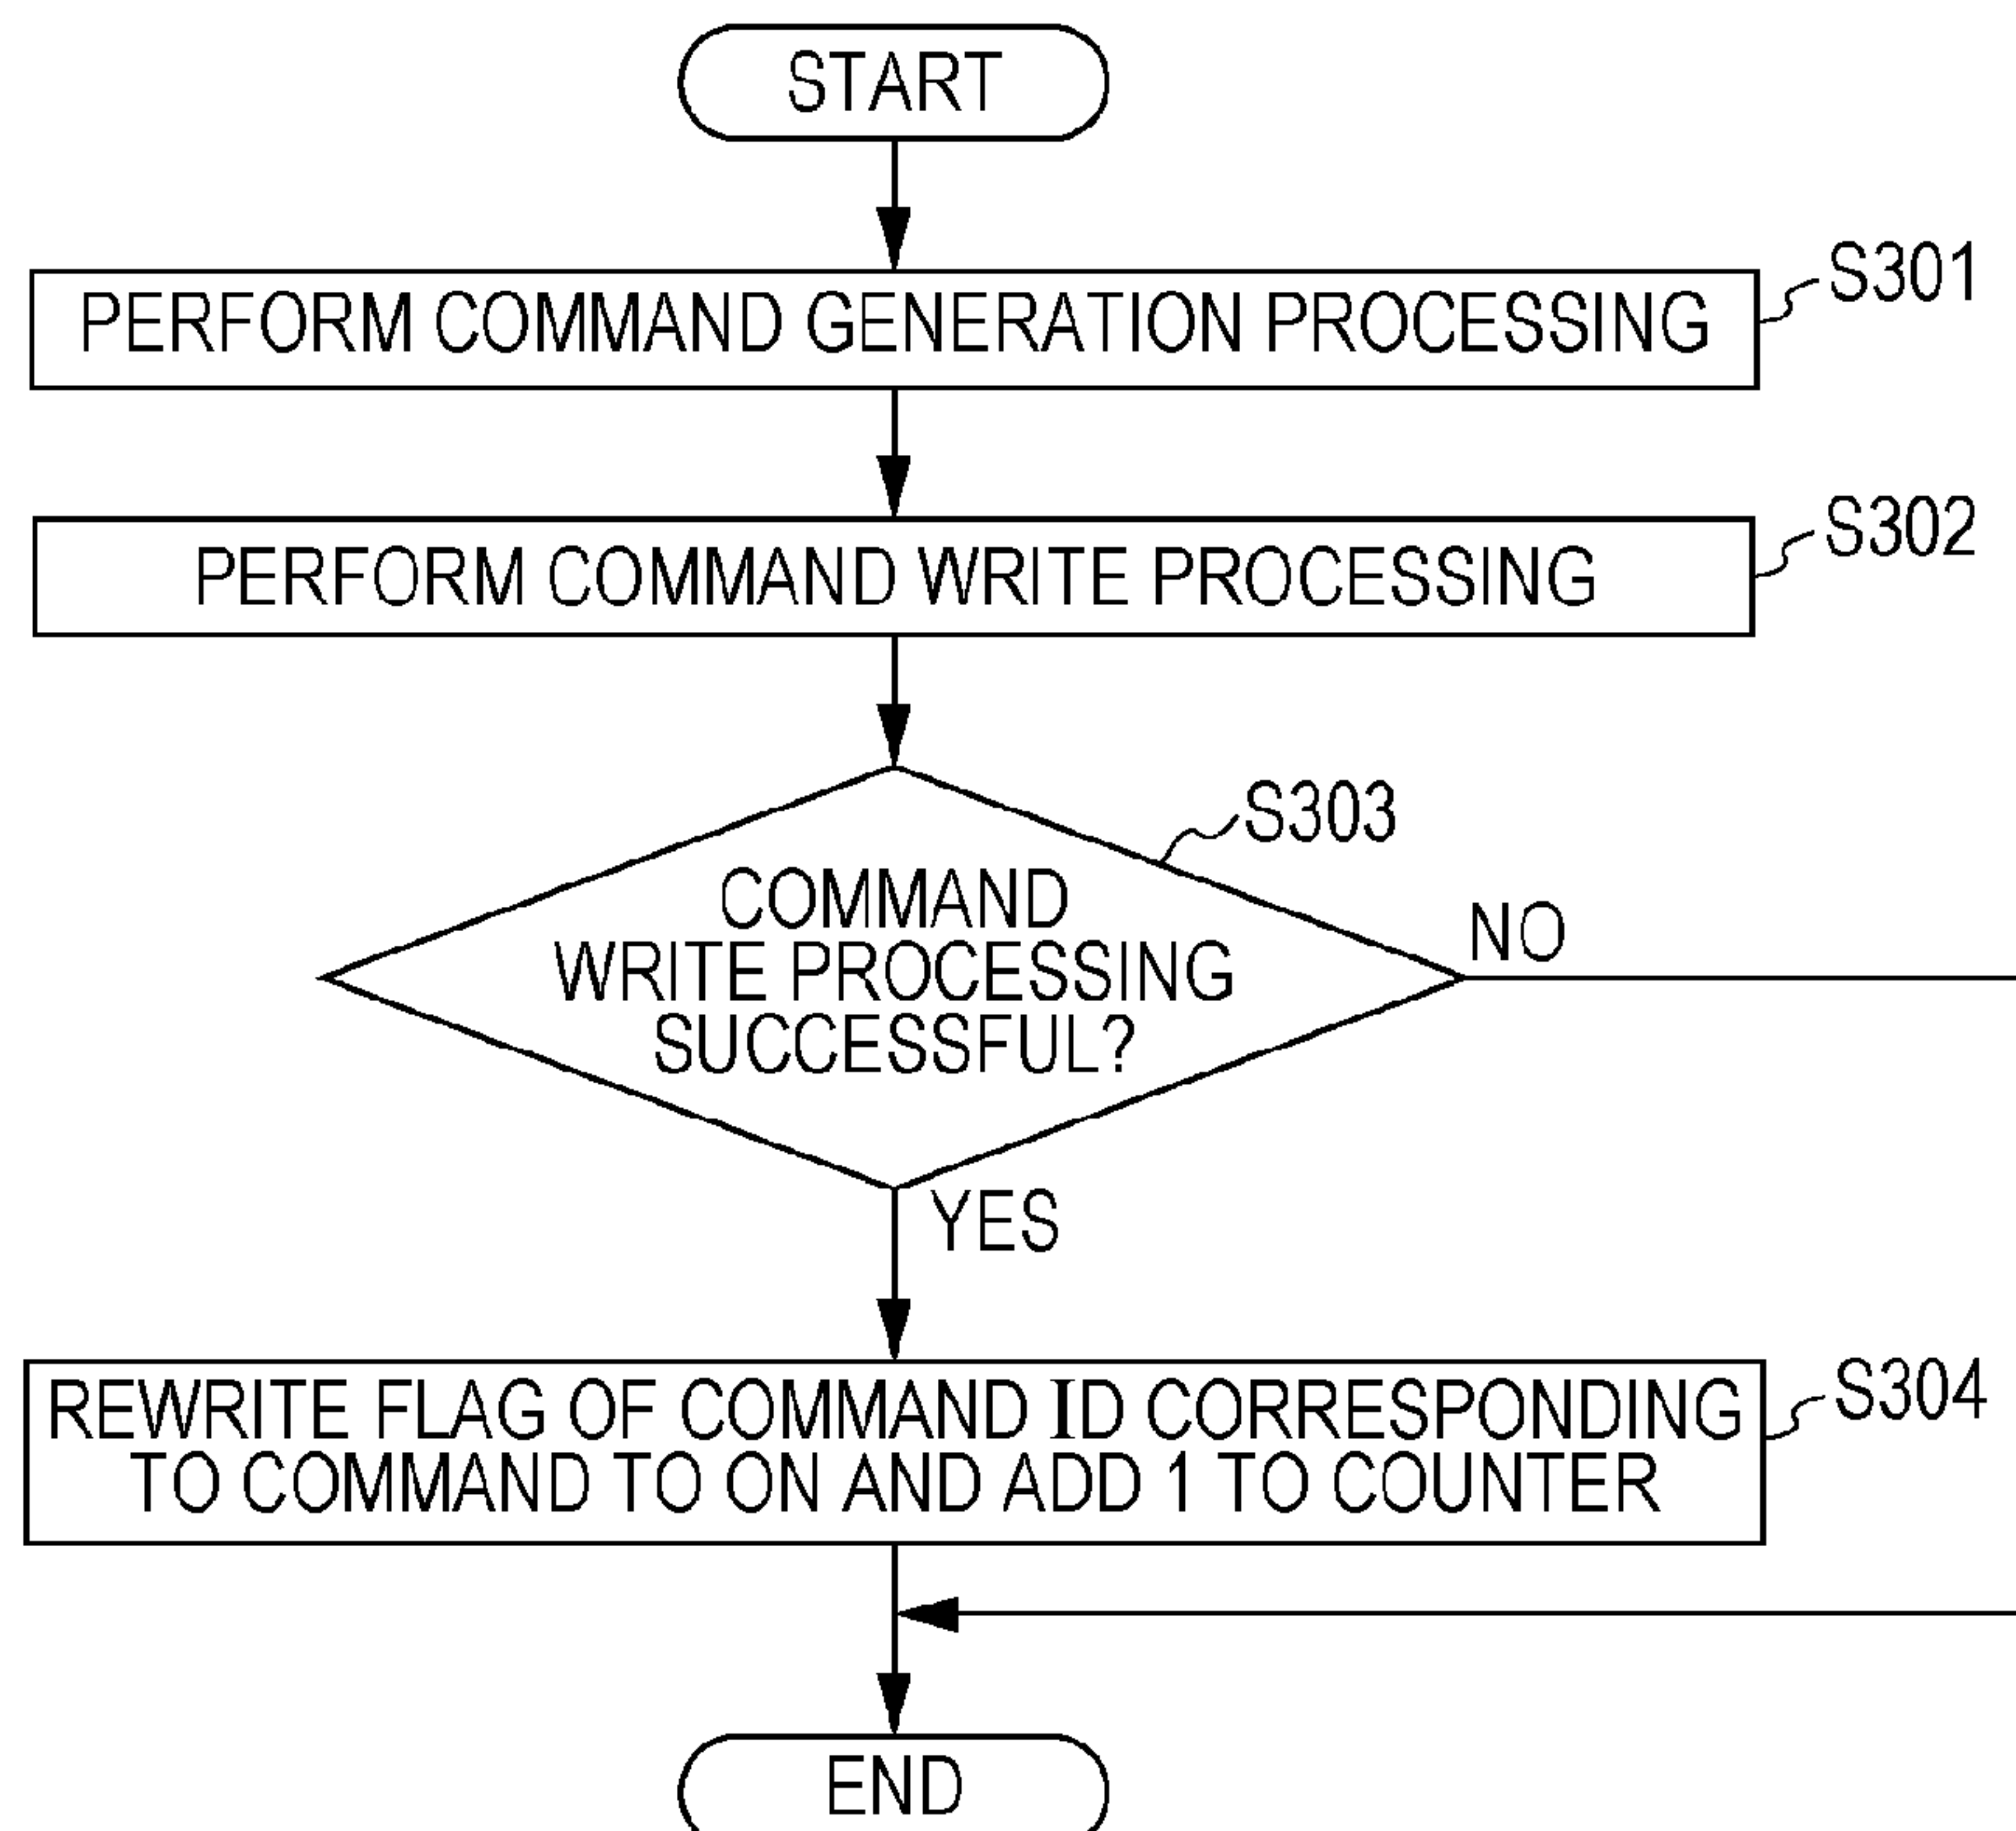 START
PERFORM COMMAND GENERATION PROCESSING
S301
PERFORM COMMAND WRITE PROCESSING
S302
S303
COMMAND
WRITE PROCESSING
SUCCESSFUL?
NO
YES
REWRITE FLAG OF COMMAND ID CORRESPONDING
TO COMMAND TO ON AND ADD 1 TO COUNTER
S304
END